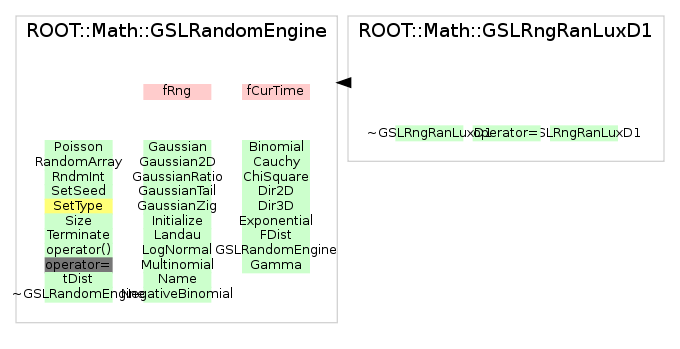 ROOT::Math::GSLRandomEngine
fRng fCurTime
Poisson Gaussian Binomial
RandomArray Gaussian2D Cauchy
RndmInt GaussianRatio ChiSquare
SetSeed GaussianTail Dir2D
SetType GaussianZig Dir3D
Size Initialize Exponential
Terminate Landau FDist
operator() LogNormal GSLRandomEngine
operator= Multinomial Gamma
tDist Name
~GSLRandomEngine NegativeBinomial
ROOT::Math::GSLRngRanLuxD1
~GSLRngRanLuxD1 operator= GSLRngRanLuxD1